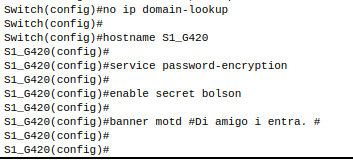 Switch(config)#no ip domain-lookup
Switch(config)#
Switch(config)#hostname S1_G420
S1_G420(config)#
S1_G420(config)#service password-encryption
S1_G420(config)#
S1_G420(config)#enable secret bolson
S1_G420(config)#
S1_G420(config)#banner motd #Di amigo i entra. #
S1_G420(config)#
S1_G420(config)#